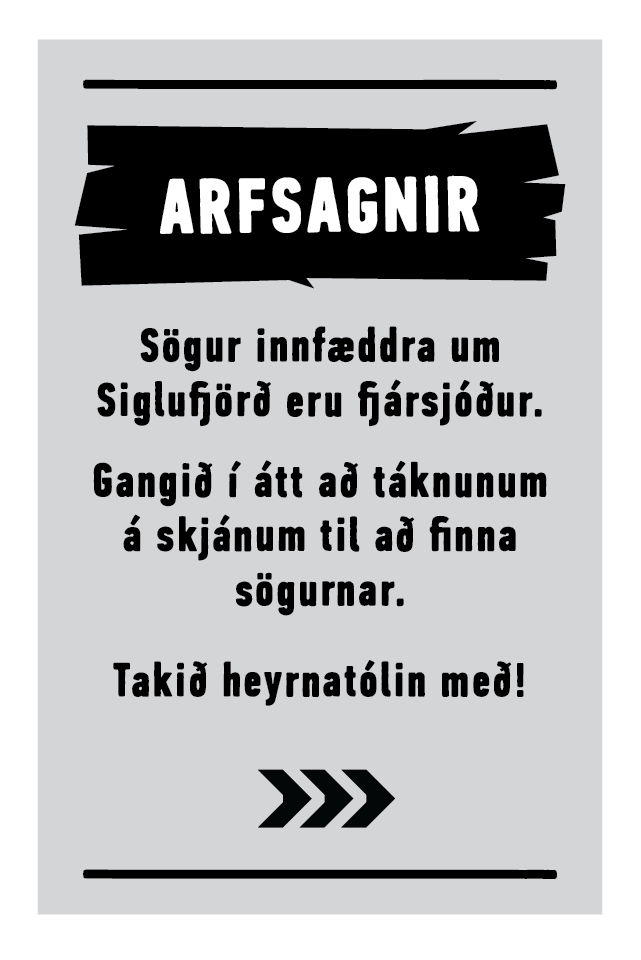 ARFSAGNIR
Sögur innfæddra um
Siglufjörð eru fjársjóður.
Gangið í átt að táknunum
á skjánum til að finna
sögurnar.
Takið heyrnatólin með!